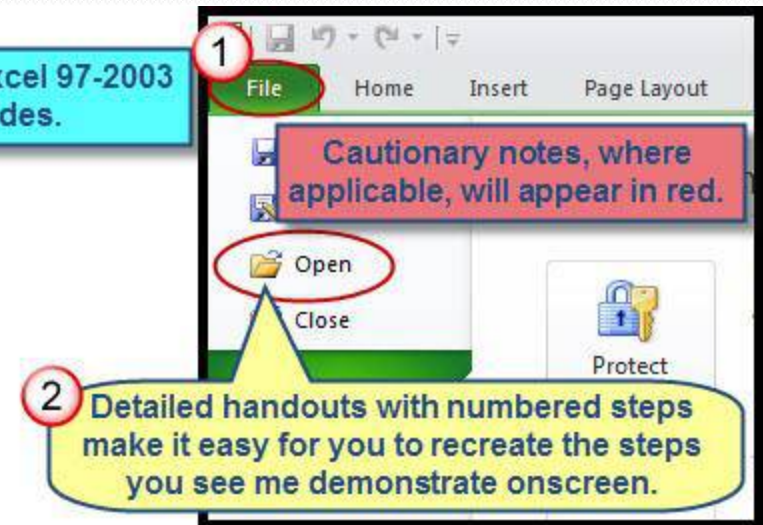 1
xcel 97-2003
des.
File Home Insert Page Layout
Cautionary notes, where
applicable, will appear in red.
Open
Close
Protect
2
Detailed handouts with numbered steps
make it easy for you to recreate the steps
you see me demonstrate onscreen.